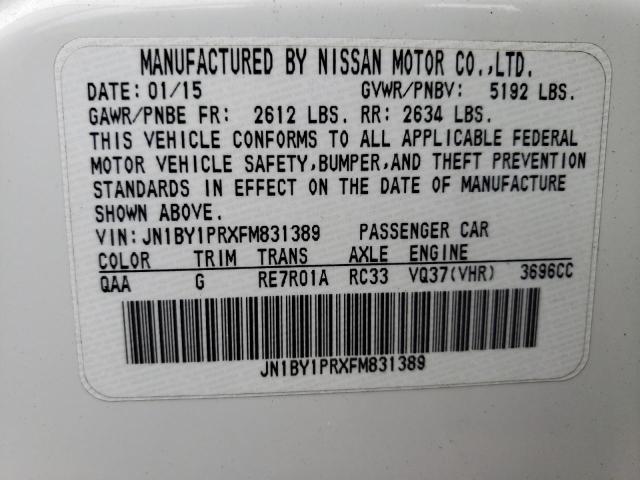 MANUFACTURED BY NISSAN MOTOR CO.,LTD.
DATE: 01/15 GVWR/PNBV: 5192 LBS.
GAWR/PNBE FR: 2612 LBS. RR: 2634 LBS.
THIS VEHICLE CONFORMS TO ALL APPLICABLE FEDERAL
MOTOR VEHICLE SAFETY,BUMPER,AND THEFT PREVENTION
STANDARDS IN EFFECT ON THE DATE OF MANUFACTURE
SHOWN ABOVE.
VIN: JN1BY1PRXFM831389 PASSENGER CAR
COLOR TRIM TRANS AXLE ENGINE
QAA G RE7R01A RC33 VQ37(VHR) 3696CC
JN1BY1PRXFM831389